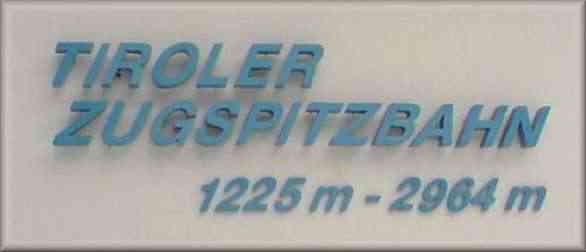 TIROLER
ZUGSPITZBAHN
1225 m - 2964 m